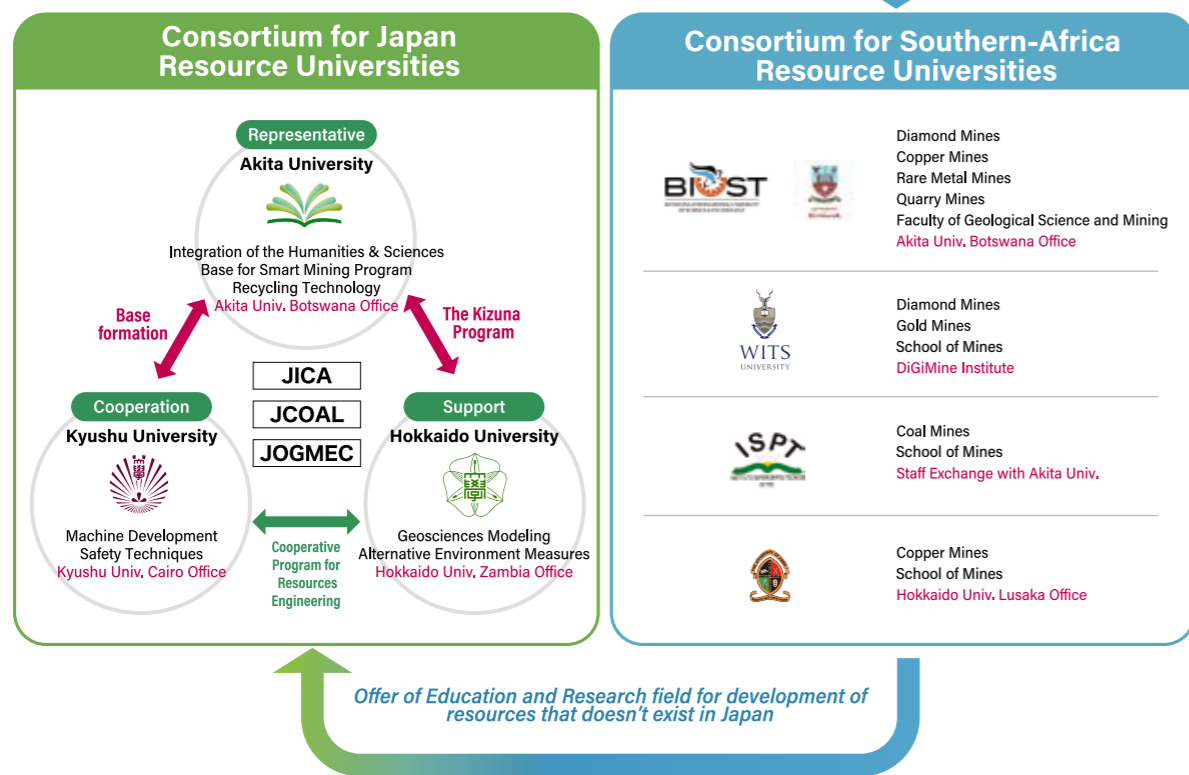 Consortium for Japan
Resource Universities
Representative
Akita University
Integration of the Humanities & Sciences
Base for Smart Mining Program
Recycling Technology
Akita Univ. Botswana Office
Base
formation
The Kizuna
Program
JICA
JCOAL
JOGMEC
Cooperation
Kyushu University
Machine Development
Safety Techniques
Kyushu Univ. Cairo Office
Support
Hokkaido University
Geosciences Modeling
Alternative Environment Measures
Hokkaido Univ. Zambia Office
Cooperative
Program for
Resources
Engineering
Consortium for Southern-Africa
Resource Universities
BIUST
Diamond Mines
Copper Mines
Rare Metal Mines
Quarry Mines
Faculty of Geological Science and Mining
Akita Univ. Botswana Office
WITS
UNIVERSITY
Diamond Mines
Gold Mines
School of Mines
DiGiMine Institute
ISPT
Coal Mines
School of Mines
Staff Exchange with Akita Univ.
Copper Mines
School of Mines
Hokkaido Univ. Lusaka Office
Offer of Education and Research field for development of
resources that doesn't exist in Japan